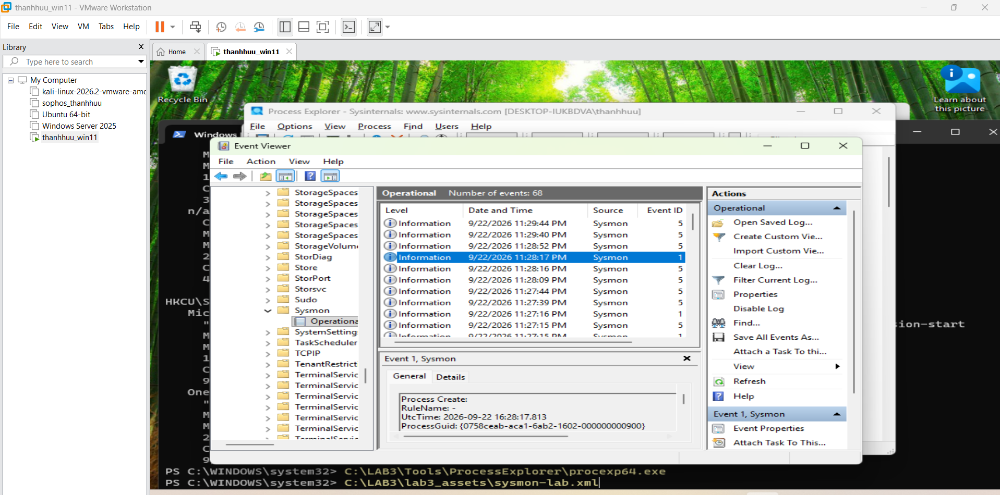 thanhhuu_win11 - VMware Workstation
File Edit View VM Tabs Help
Library
Type here to search
My Computer
kali-linux-2026.2-vmware-amd
sophos_thanhhuu
Ubuntu 64-bit
Windows Server 2025
thanhhuu_win11
Home
thanhhuu_win11
Recycle Bin
Learn about
this picture
Process Explorer - Sysinternals: www.sysinternals.com [DESKTOP-IUKBDVA\thanhhuu]
File Options View Process Find Users Help
Windows
Event Viewer
File Action View Help
StorageSpaces
StorageSpaces
StorageSpaces
StorageSpaces
StorageSpaces
StorageVolum
StorDiag
Store
StorPort
Storsvc
Sudo
Sysmon
Operationa
SystemSetting
TaskScheduler
TCPIP
TenantRestrict
TerminalServic
TerminalServic
TerminalServic
TerminalServic
TerminalServic
TerminalServic
TerminalServic
Operational Number of events: 68
Level Date and Time Source Event ID
Information 9/22/2026 11:29:44 PM Sysmon 5
Information 9/22/2026 11:29:40 PM Sysmon 5
Information 9/22/2026 11:28:52 PM Sysmon 5
Information 9/22/2026 11:28:17 PM Sysmon 1
Information 9/22/2026 11:28:16 PM Sysmon 5
Information 9/22/2026 11:28:09 PM Sysmon 5
Information 9/22/2026 11:27:44 PM Sysmon 5
Information 9/22/2026 11:27:39 PM Sysmon 5
Information 9/22/2026 11:27:16 PM Sysmon 1
Information 9/22/2026 11:27:15 PM Sysmon 5
Information 9/22/2026 11:27:15 PM Sysmon 1
Event 1, Sysmon
General Details
Process Create:
RuleName: -
UtcTime: 2026-09-22 16:28:17.813
ProcessGuid: {0758ceab-aca1-6ab2-1602-000000000900}
Actions
Operational
Open Saved Log...
Create Custom Vie...
Import Custom Vie...
Clear Log...
Filter Current Log...
Properties
Disable Log
Find...
Save All Events As...
Attach a Task To thi...
View
Refresh
Help
Event 1, Sysmon
Event Properties
Attach Task To This...
M
M
1
C
3
n/a
C
M
M
2
C
4
HKCU\S
Mic
"
M
M
1
C
9
One
"
M
M
2
C
9
sion-start
PS C:\WINDOWS\system32> C:\LAB3\Tools\ProcessExplorer\procexp64.exe
PS C:\WINDOWS\system32> C:\LAB3\lab3_assets\sysmon-lab.xml